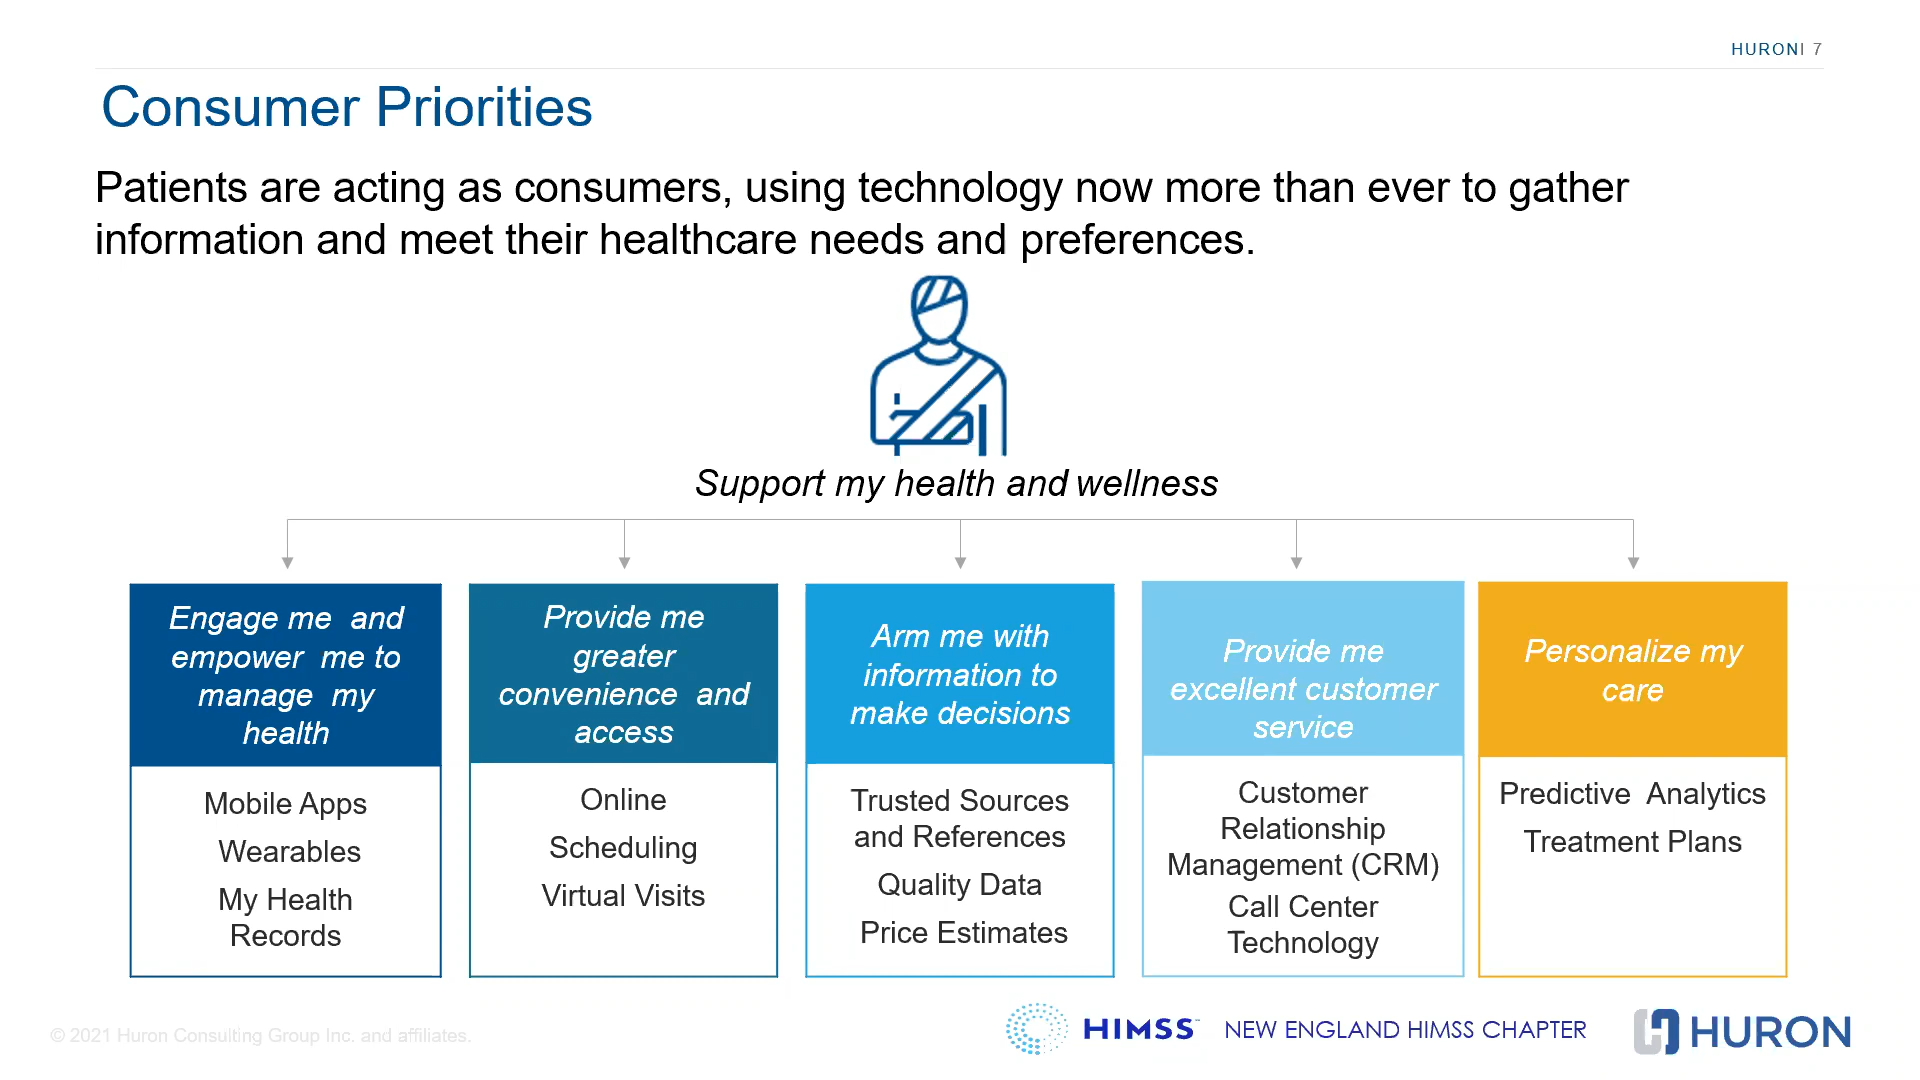 HURON| 7
Consumer Priorities
Patients are acting as consumers, using technology now more than ever to gather
information and meet their healthcare needs and preferences.
Support my health and wellness
Engage me and
empower me to
manage my
health
Mobile Apps
Wearables
My Health
Records
Provide me
greater
convenience and
access
Online
Scheduling
Virtual Visits
Arm me with
information to
make decisions
Trusted Sources
and References
Quality Data
Price Estimates
Provide me
excellent customer
service
Customer
Relationship
Management (CRM)
Call Center
Technology
Personalize my
care
Predictive Analytics
Treatment Plans
© 2021 Huron Consulting Group Inc. and affiliates.
HIMSS™ NEW ENGLAND HIMSS CHAPTER
HURON